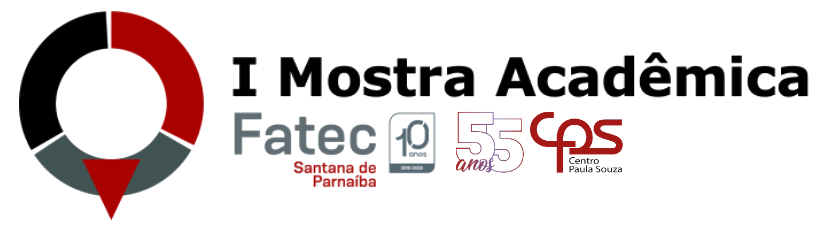 I Mostra Acadêmica
Fatec
Santana de
Parnaíba
10
anos
55
anos
CPS
Centro
Paula Souza